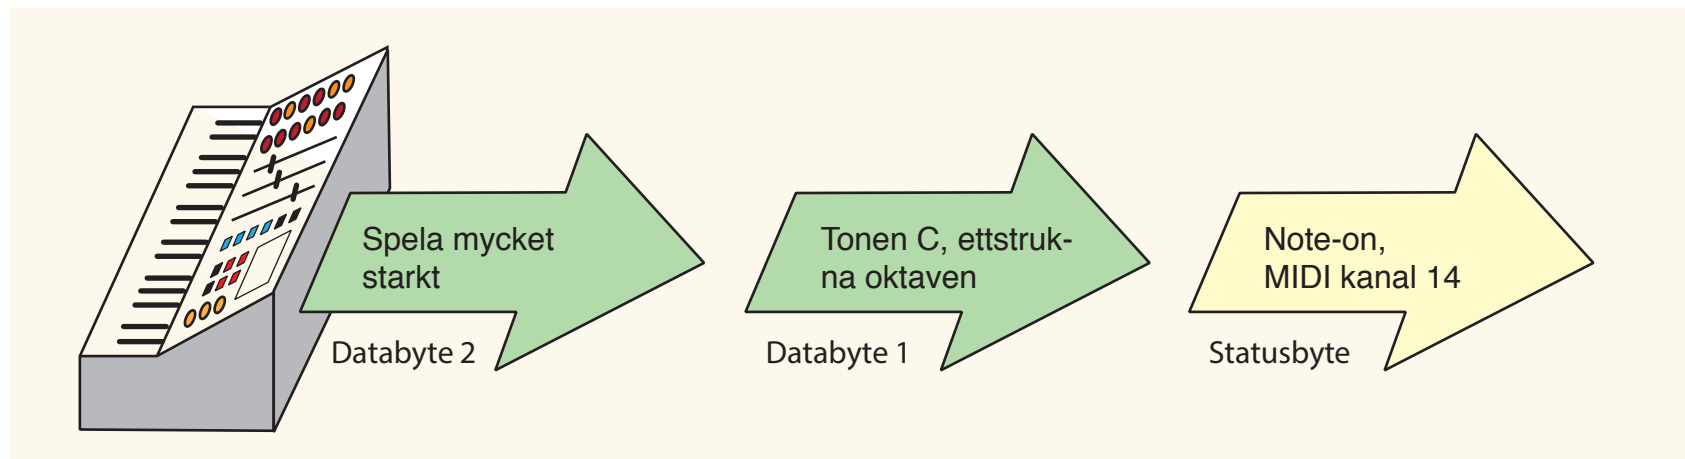 Spela mycket
starkt
Databyte 2
Tonen C, ettstruk-
na oktaven
Databyte 1
Note-on,
MIDI kanal 14
Statusbyte